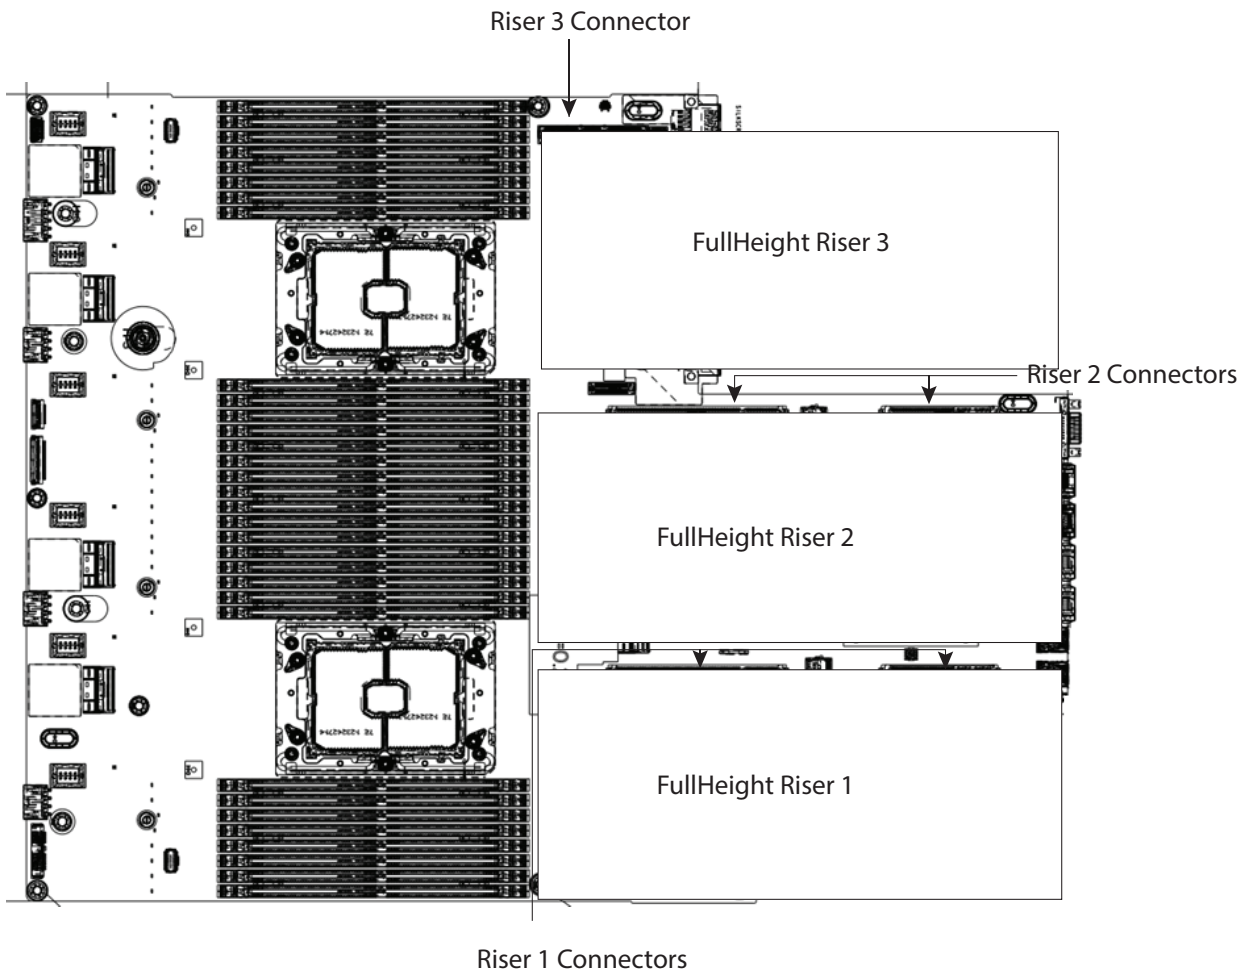 Riser 3 Connector
FullHeight Riser 3
Riser 2 Connectors
FullHeight Riser 2
FullHeight Riser 1
Riser 1 Connectors